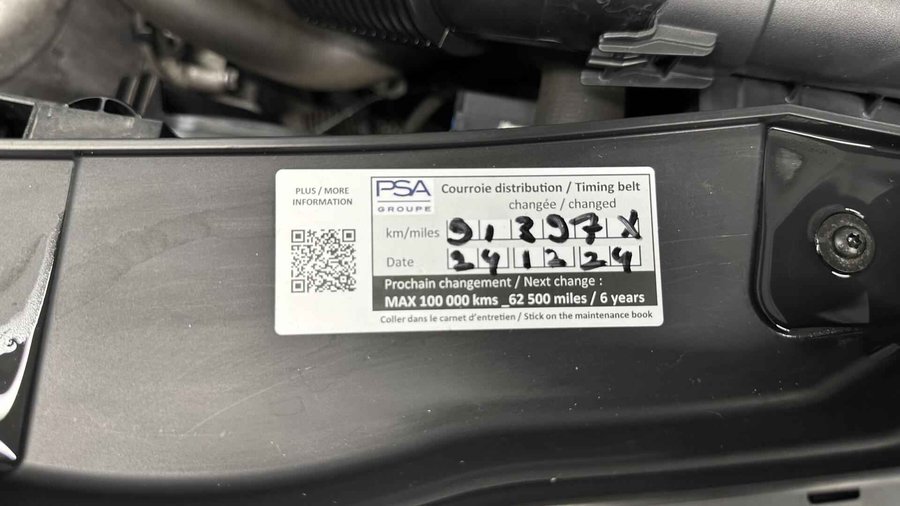 PLUS / MORE
INFORMATION
PSA
GROUPE
Courroie distribution / Timing belt
changée / changed
km/miles 91397X
Date 241224
Prochain changement / Next change :
MAX 100 000 kms _62 500 miles / 6 years
Coller dans le carnet d'entretien / Stick on the maintenance book